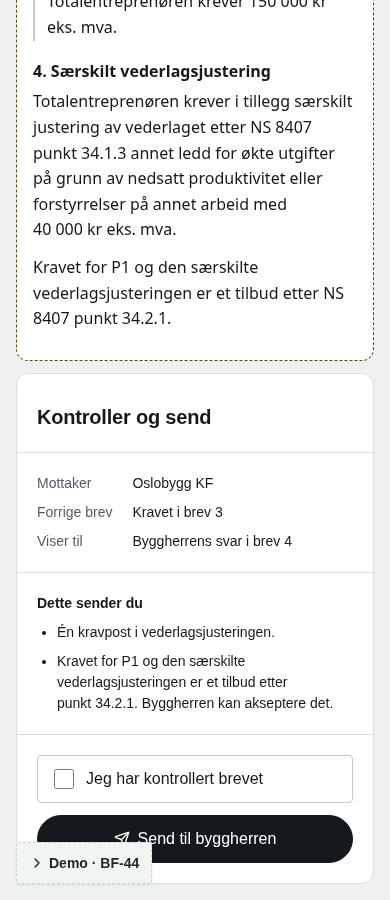 Totalentreprenøren krever 150 000 kr
eks. mva.
4. Særskilt vederlagsjustering
Totalentreprenøren krever i tillegg særskilt
justering av vederlaget etter NS 8407
punkt 34.1.3 annet ledd for økte utgifter
på grunn av nedsatt produktivitet eller
forstyrrelser på annet arbeid med
40 000 kr eks. mva.
Kravet for P1 og den særskilte
vederlagsjusteringen er et tilbud etter NS
8407 punkt 34.2.1.
Kontroller og send
Mottaker Oslobygg KF
Forrige brev Kravet i brev 3
Viser til Byggherrens svar i brev 4
Dette sender du
• Én kravpost i vederlagsjusteringen.
• Kravet for P1 og den særskilte
vederlagsjusteringen er et tilbud etter
punkt 34.2.1. Byggherren kan akseptere det.
Jeg har kontrollert brevet
Send til byggherren
Demo · BF-44